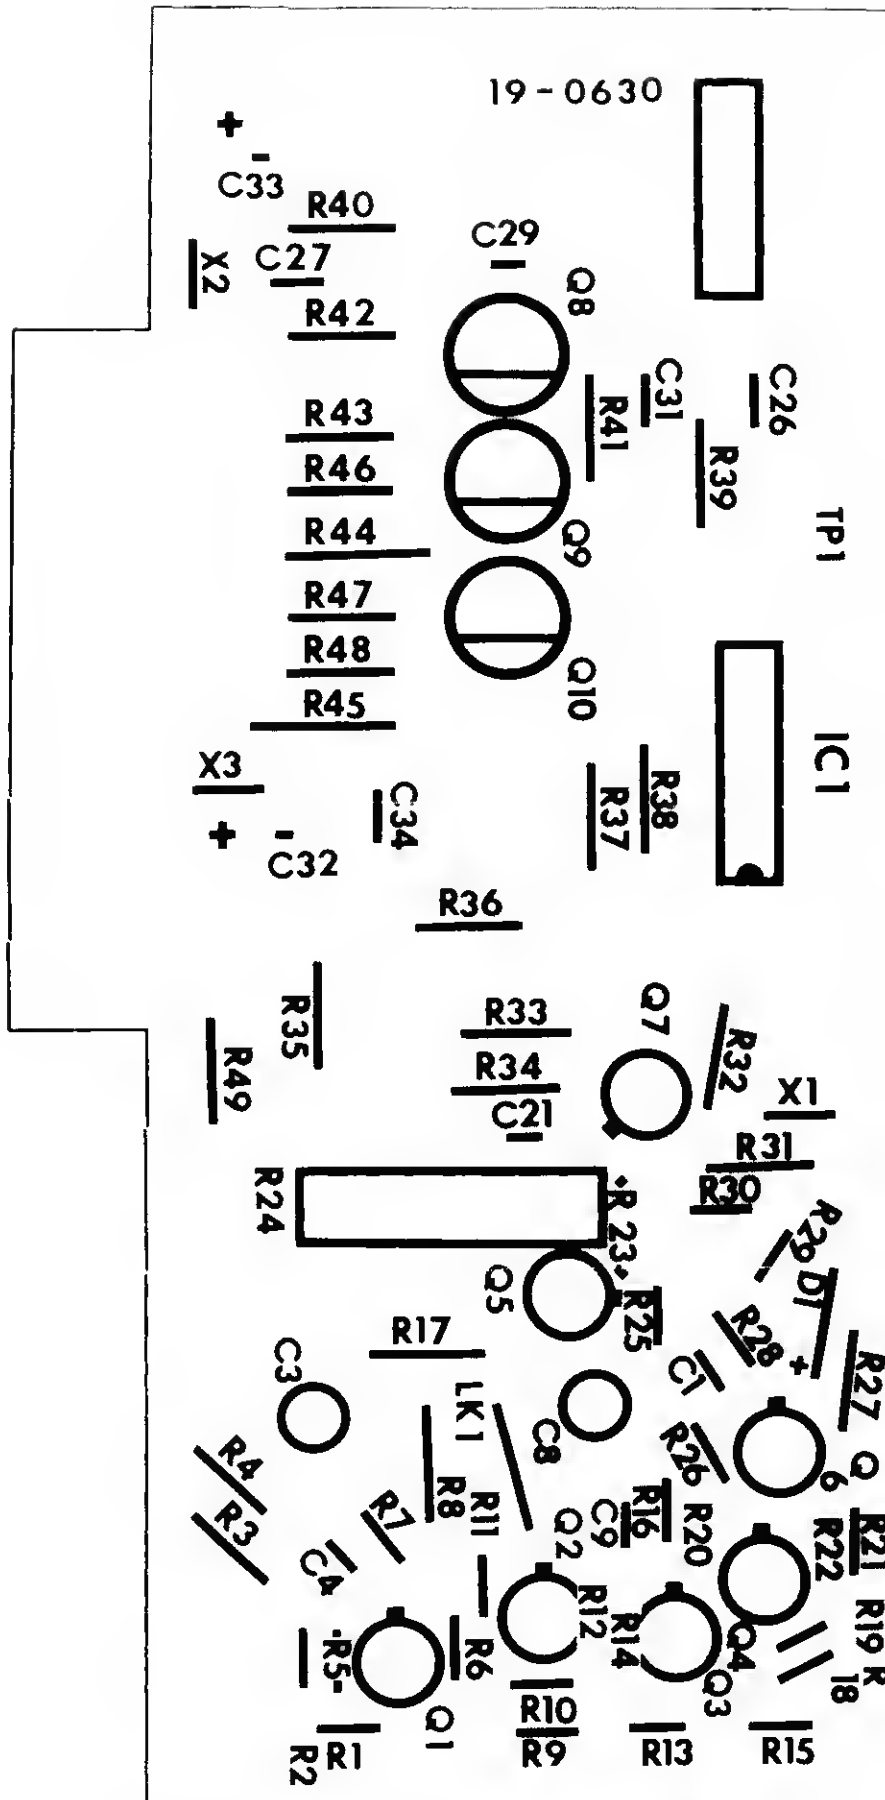 19-0630
+
-
C33
R40
C29
X2
C27
Q8
R42
C31
C26
R43
R41
R46
R39
TP1
R44
Q9
R47
R48
Q10
R45
IC1
X3
C34
R37
R38
+
-
C32
R36
Q7
R35
R33
R32
R49
R34
X1
C21
R31
R24
R 23
R30
R29
Q5
R25
D1
R28
+
R17
C3
C1
R27
LK1
C8
R26
Q
6
R4
R8
R3
R7
R11
Q2
C9
R16
R20
R22
R21
C4
R12
R14
Q4
R19
R
18
-R5-
R6
Q3
Q1
R10
R2
R1
R9
R13
R15